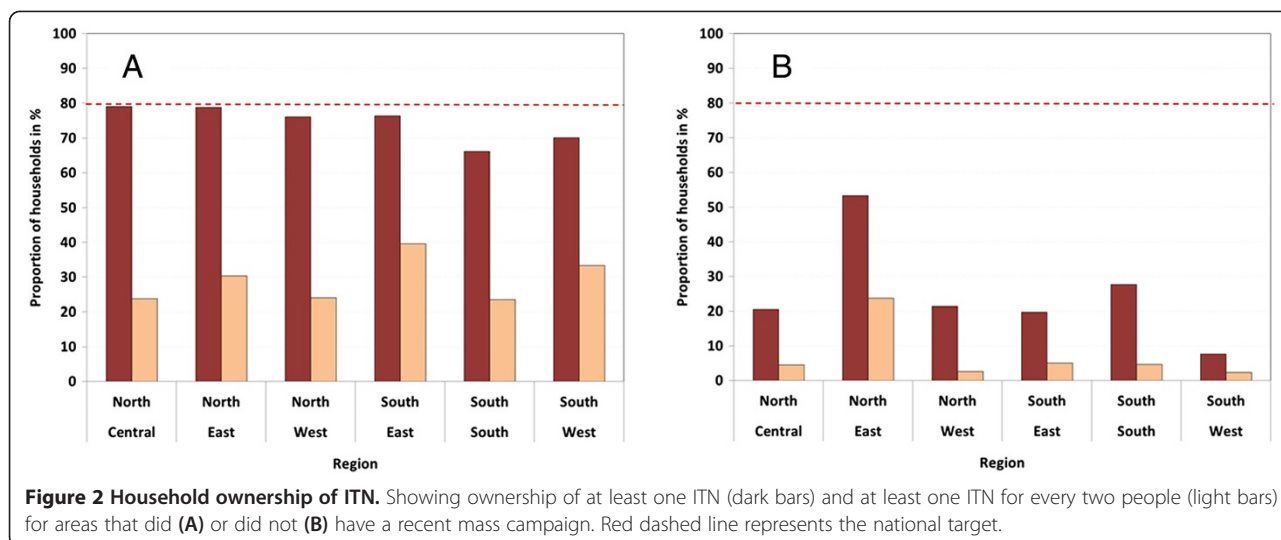 A
100
90
80
70
60
50
40
30
20
10
0
Proportion of households in %
North North North South South South
Central East West East South West
Region
B
100
90
80
70
60
50
40
30
20
10
0
Proportion of households in %
North North North South South South
Central East West East South West
Region
Figure 2 Household ownership of ITN. Showing ownership of at least one ITN (dark bars) and at least one ITN for every two people (light bars)
for areas that did (A) or did not (B) have a recent mass campaign. Red dashed line represents the national target.